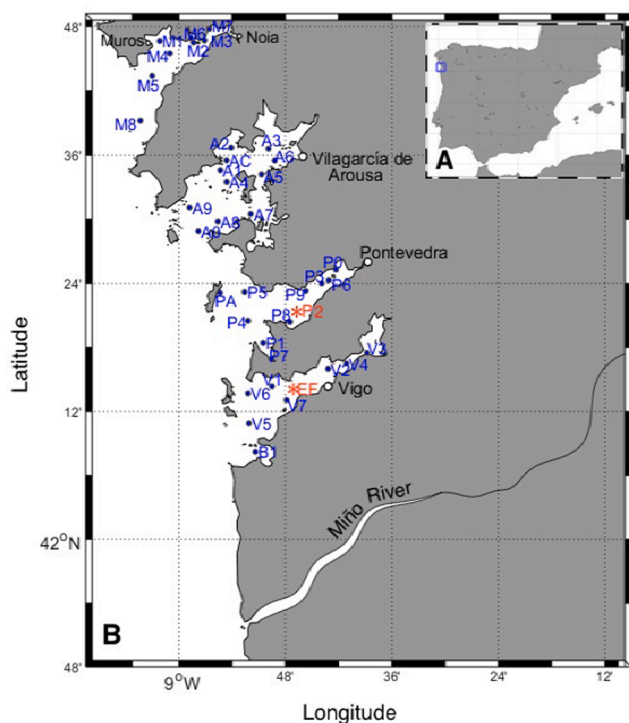 48'
M7
Muros
M1
M6
M3
Noia
M4
M2
M5
M8
A
36'
A2
A3
AC
A6
Vilagarcía de
Arousa
A1
A4
A5
A9
A8
A7
A0
24'
Pontevedra
P0
P3
P6
PA
P5
P9
P2
P4
P8
P1
P7
V3
V2
V4
V1
EF
Vigo
V6
V7
12'
V5
B1
Miño River
42°N
B
48'
9°W
48'
36'
24'
12'
Latitude
Longitude